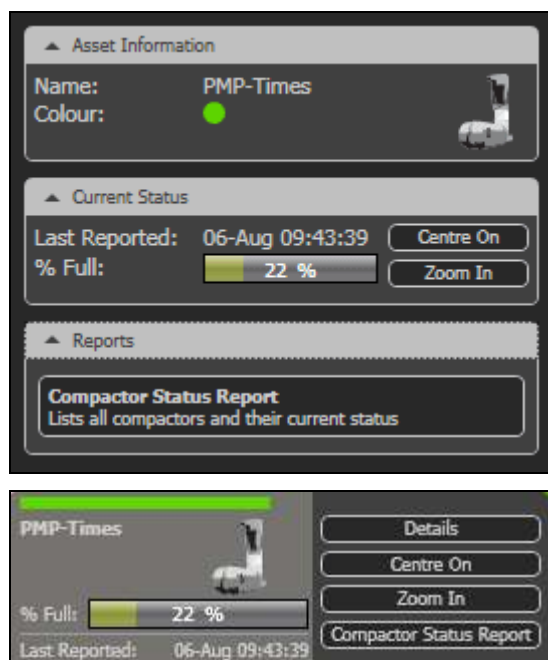 Asset Information
Name: PMP-Times
Colour:
Current Status
Last Reported: 06-Aug 09:43:39 Centre On
% Full: 22 % Zoom In
Reports
Compactor Status Report
Lists all compactors and their current status
PMP-Times Details
Centre On
Zoom In
% Full: 22 %
Compactor Status Report
Last Reported: 06-Aug 09:43:39